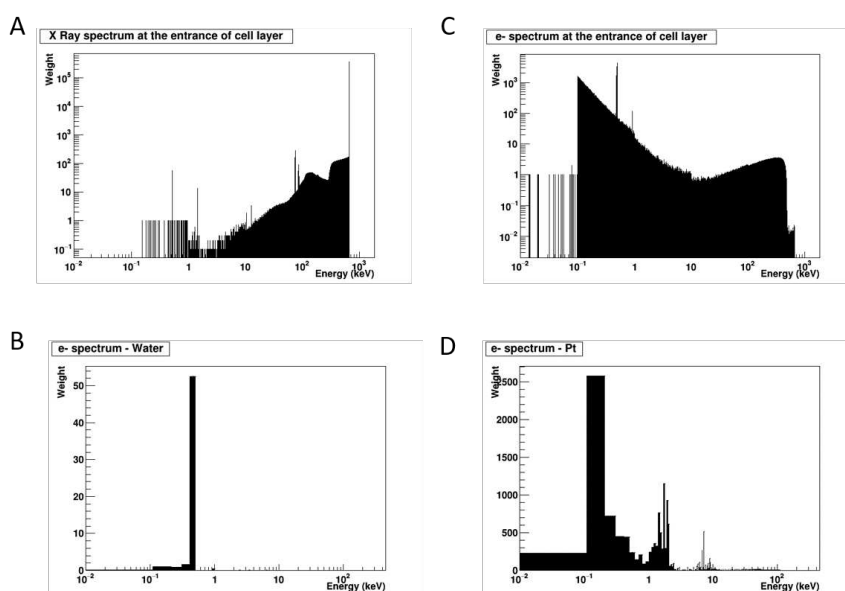 A
X Ray spectrum at the entrance of cell layer
Weight
10^5
10^4
10^3
10^2
10
1
10^-1
10^-2 10^-1 1 10 10^2 10^3
Energy (keV)
C
e- spectrum at the entrance of cell layer
Weight
10^3
10^2
10
1
10^-1
10^-2
10^-2 10^-1 1 10 10^2 10^3
Energy (keV)
B
e- spectrum - Water
Weight
50
40
30
20
10
0
10^-2 10^-1 1 10 10^2
Energy (keV)
D
e- spectrum - Pt
Weight
2500
2000
1500
1000
500
0
10^-2 10^-1 1 10 10^2
Energy (keV)